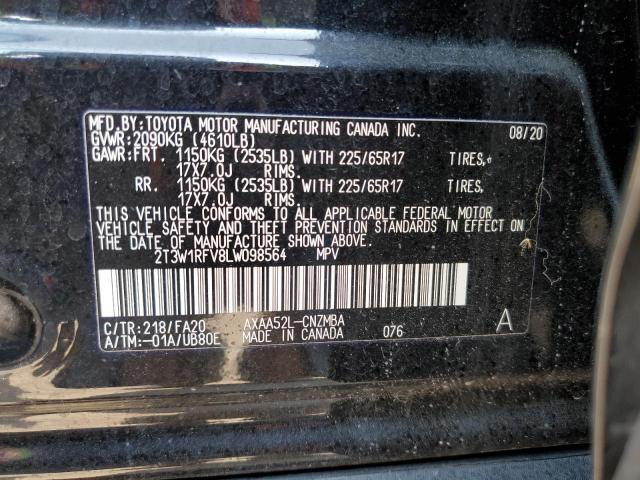 MFD.BY:TOYOTA MOTOR MANUFACTURING CANADA INC. 08/20
GVWR:2090KG (4610LB)
GAWR:FRT. 1150KG (2535LB) WITH 225/65R17 TIRES,
17X7.0J RIMS.
RR. 1150KG (2535LB) WITH 225/65R17 TIRES,
17X7.0J RIMS.
THIS VEHICLE CONFORMS TO ALL APPLICABLE FEDERAL MOTOR
VEHICLE SAFETY AND THEFT PREVENTION STANDARDS IN EFFECT
ON THE DATE OF MANUFACTURE SHOWN ABOVE.
2T3W1RFV8LW098564 MPV
C/TR:218/FA20 AXAA52L-CNZMBA
A/TM:-01A/UB80E MADE IN CANADA 076 A